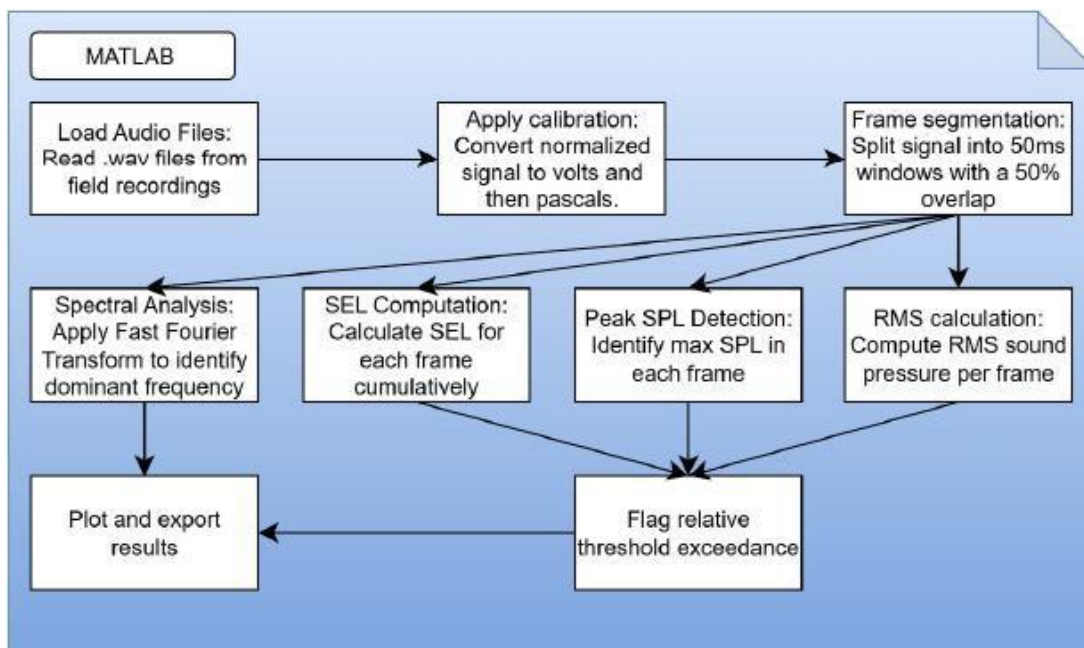 MATLAB
Load Audio Files:
Read .wav files from
field recordings
Apply calibration:
Convert normalized
signal to volts and
then pascals.
Frame segmentation:
Split signal into 50ms
windows with a 50%
overlap
Spectral Analysis:
Apply Fast Fourier
Transform to identify
dominant frequency
SEL Computation:
Calculate SEL for
each frame
cumulatively
Peak SPL Detection:
Identify max SPL in
each frame
RMS calculation:
Compute RMS sound
pressure per frame
Plot and export
results
Flag relative
threshold exceedance